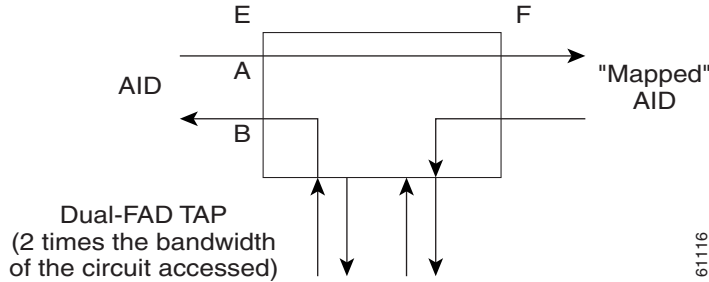 E
F
A
AID
"Mapped"
AID
B
Dual-FAD TAP
(2 times the bandwidth
of the circuit accessed)
61116